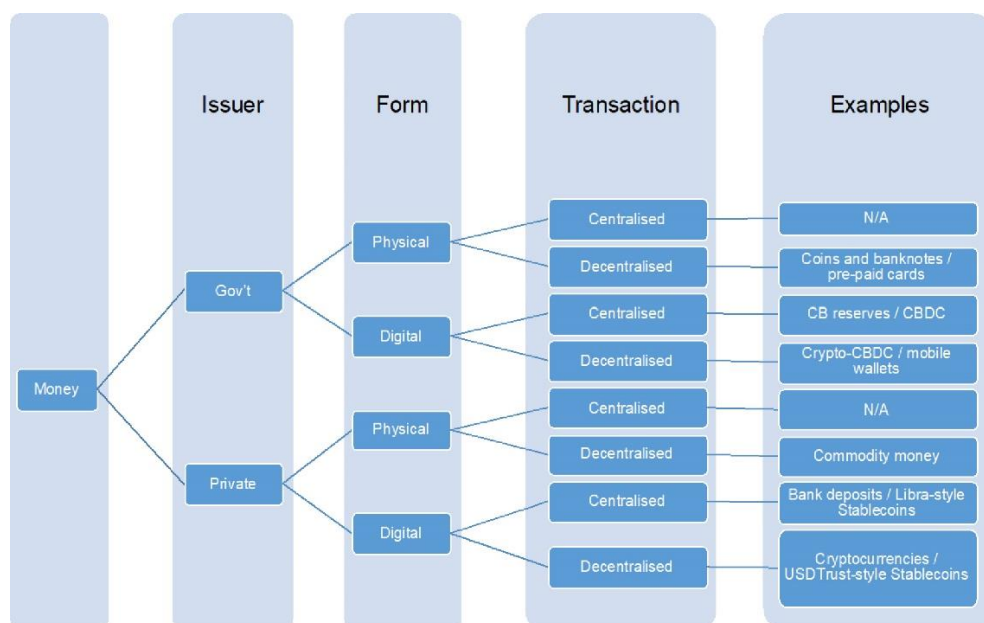 Issuer
Form
Transaction
Examples
Money
Gov't
Private
Physical
Digital
Physical
Digital
Centralised
Decentralised
Centralised
Decentralised
Centralised
Decentralised
Centralised
Decentralised
N/A
Coins and banknotes /
pre-paid cards
CB reserves / CBDC
Crypto-CBDC / mobile
wallets
N/A
Commodity money
Bank deposits / Libra-style
Stablecoins
Cryptocurrencies /
USDTrust-style Stablecoins